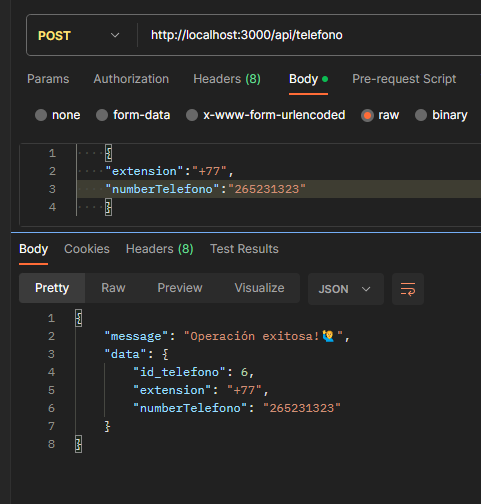 POST http://localhost:3000/api/telefono
Params Authorization Headers (8) Body Pre-request Script
none form-data x-www-form-urlencoded raw binary
1 {
2 "extension":"+77",
3 "numberTelefono":"265231323"
4 }
Body Cookies Headers (8) Test Results
Pretty Raw Preview Visualize JSON
1 {
2 "message": "Operación exitosa!🙋‍♂️",
3 "data": {
4 "id_telefono": 6,
5 "extension": "+77",
6 "numberTelefono": "265231323"
7 }
8 }